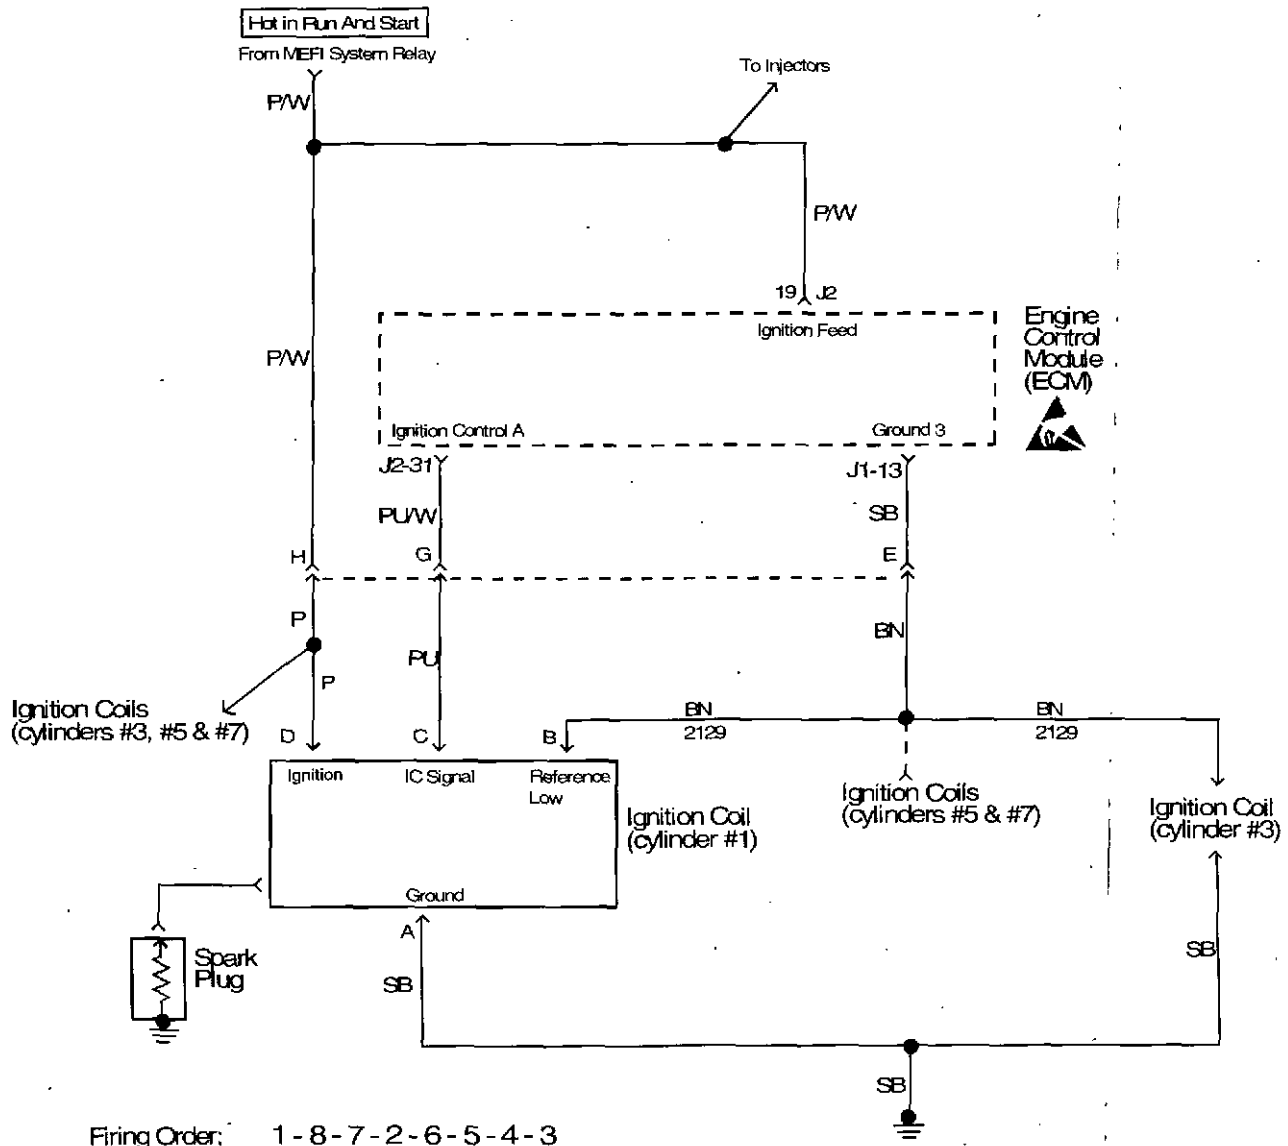 Hot in Run And Start
From MEFI System Relay
P/W
To Injectors
P/W
19 J2
Ignition Feed
Engine
Control
Module
(ECM)
P/W
Ignition Control A
Ground 3
J2-31
J1-13
PU/W
SB
H
G
E
P
BN
PU
P
Ignition Coils
(cylinders #3, #5 & #7)
BN
2129
BN
2129
D
C
B
Ignition
IC Signal
Reference
Low
Ignition Coil
(cylinder #1)
Ignition Coils
(cylinders #5 & #7)
Ignition Coil
(cylinder #3)
Ground
A
Spark
Plug
SB
SB
SB
Firing Order: 1-8-7-2-6-5-4-3